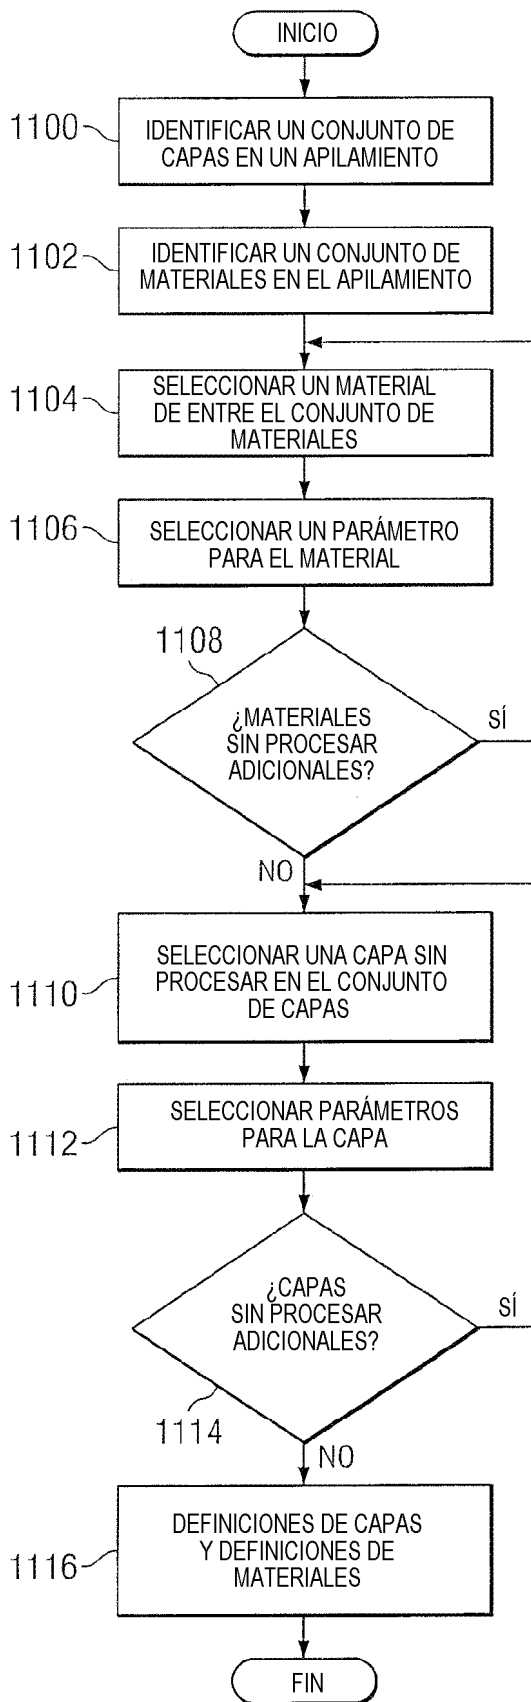 INICIO
1100
IDENTIFICAR UN CONJUNTO DE
CAPAS EN UN APILAMIENTO
1102
IDENTIFICAR UN CONJUNTO DE
MATERIALES EN EL APILAMIENTO
1104
SELECCIONAR UN MATERIAL
DE ENTRE EL CONJUNTO DE
MATERIALES
1106
SELECCIONAR UN PARÁMETRO
PARA EL MATERIAL
1108
¿MATERIALES
SIN PROCESAR
ADICIONALES?
SÍ
NO
1110
SELECCIONAR UNA CAPA SIN
PROCESAR EN EL CONJUNTO
DE CAPAS
1112
SELECCIONAR PARÁMETROS
PARA LA CAPA
¿CAPAS
SIN PROCESAR
ADICIONALES?
SÍ
1114
NO
1116
DEFINICIONES DE CAPAS
Y DEFINICIONES DE
MATERIALES
FIN